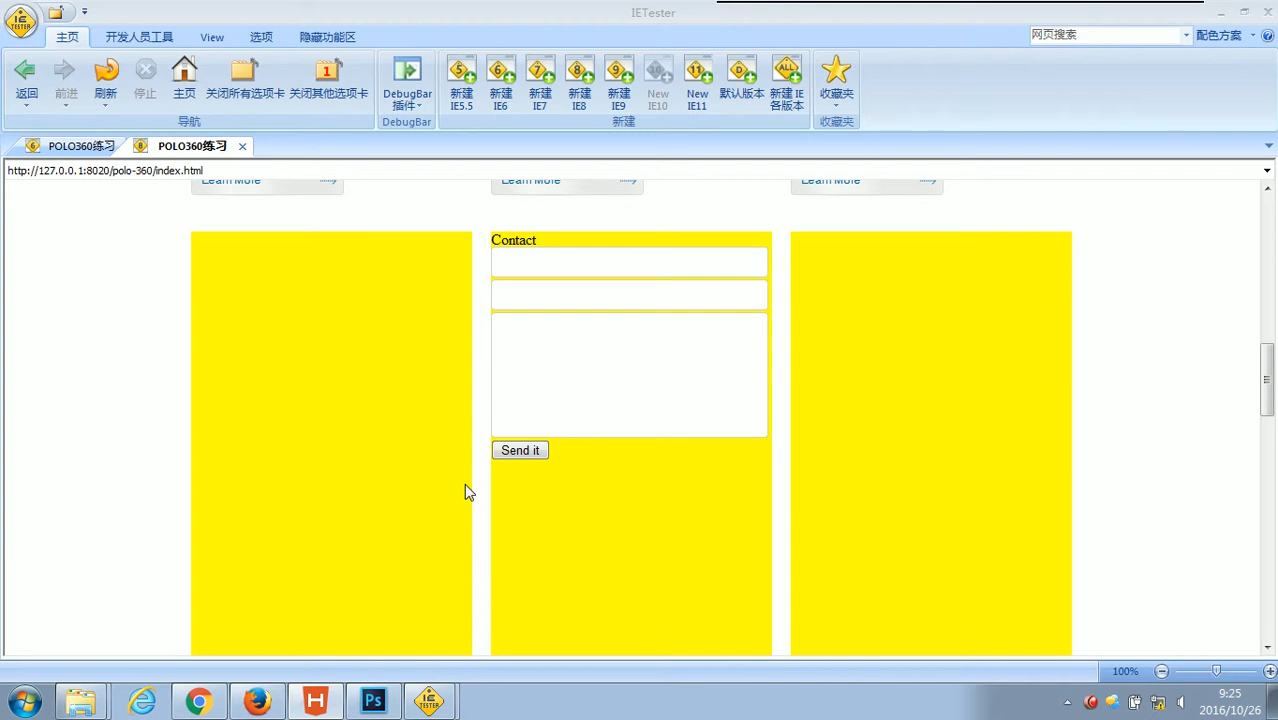 IETester
主页 开发人员工具 View 选项 隐藏功能区 网页搜索 配色方案
返回 前进 刷新 停止 主页 关闭所有选项卡 关闭其他选项卡 DebugBar 插件 新建 IE5.5 新建 IE6 新建 IE7 新建 IE8 新建 IE9 New IE10 New IE11 默认版本 新建 IE 各版本 收藏夹
导航 DebugBar 新建 收藏夹
POLO360练习 POLO360练习
http://127.0.0.1:8020/polo-360/index.html
Learn More Learn More Learn More
Contact
Send it
100%
9:25
2016/10/26